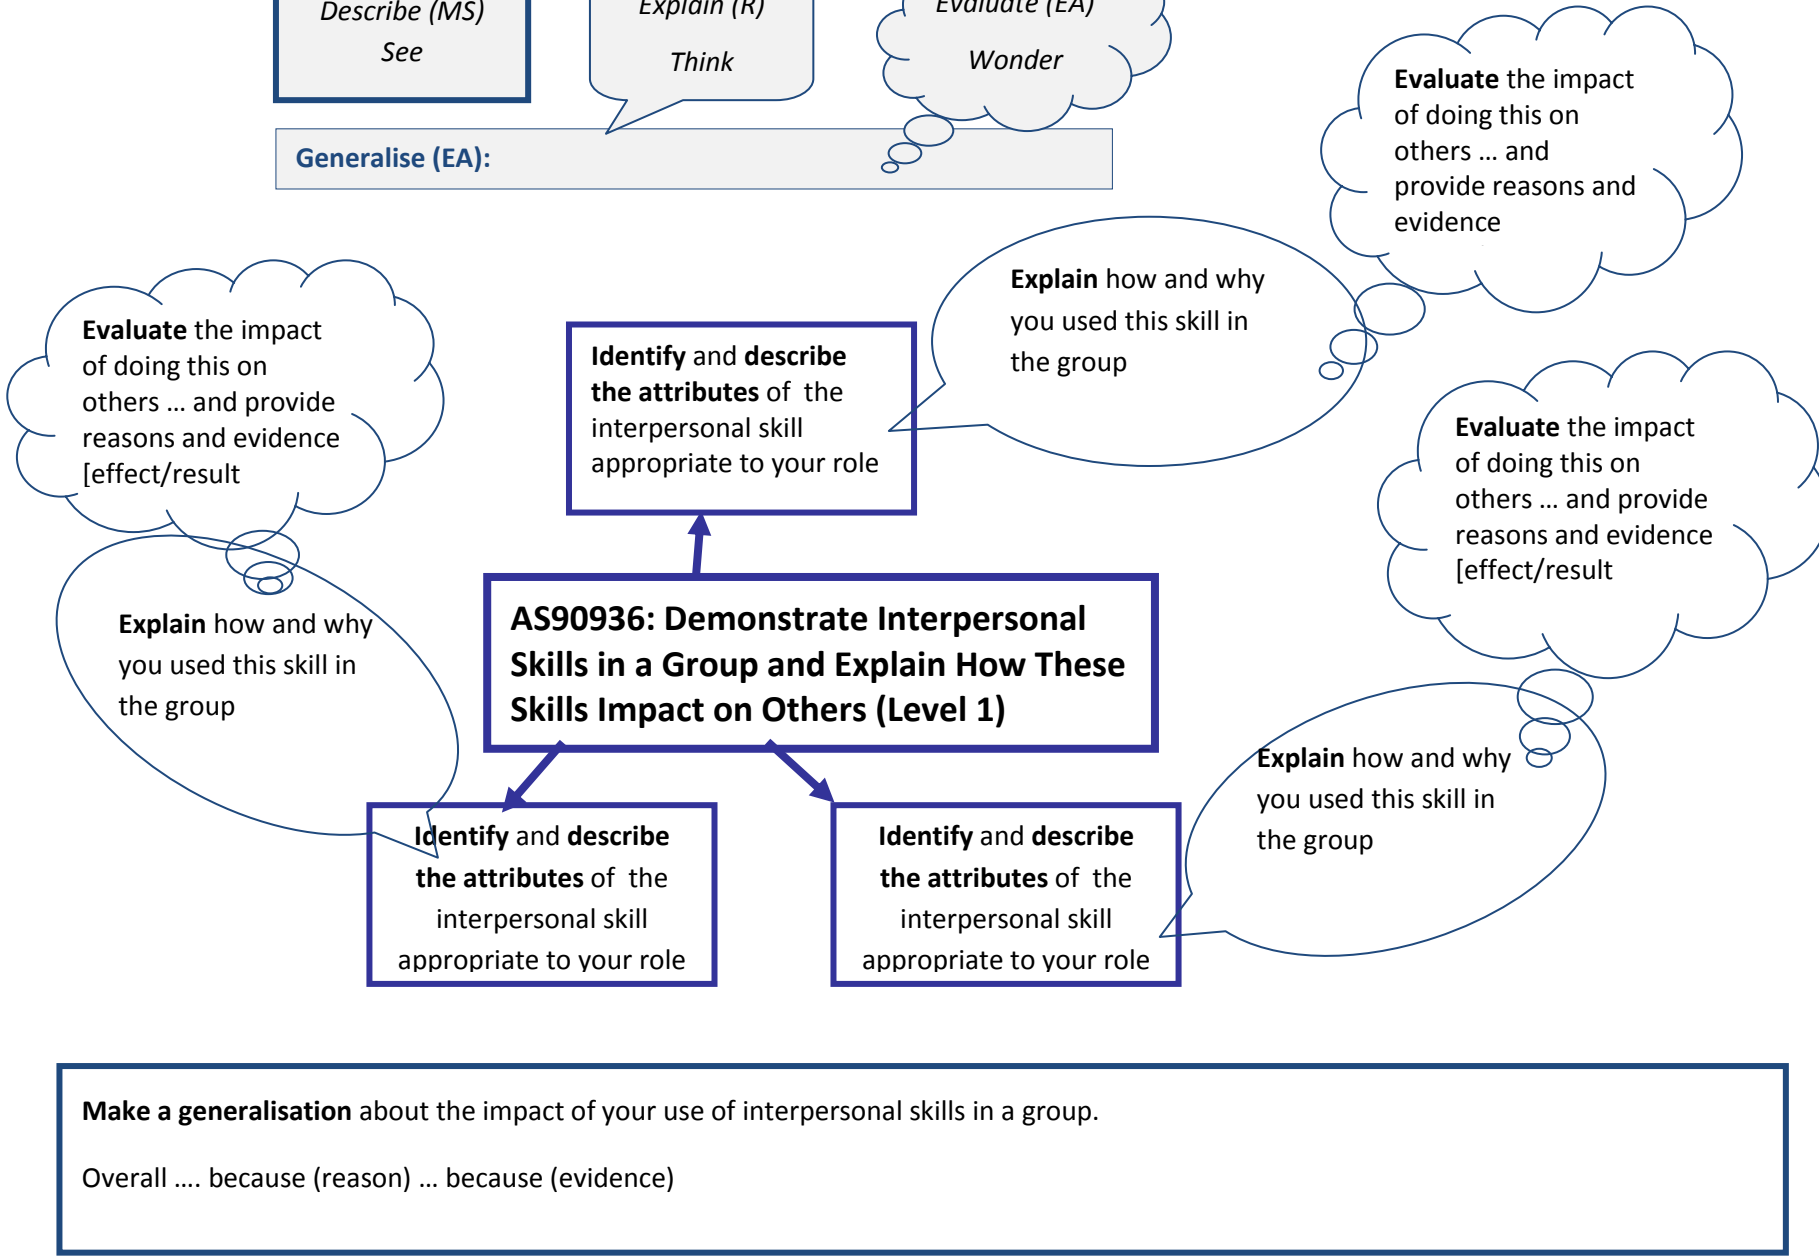 Describe (MS)
See
Explain (R)
Think
Evaluate (EA)
Wonder
Generalise (EA):
Evaluate the impact
of doing this on
others ... and
provide reasons and
evidence
Explain how and why
you used this skill in
the group
Identify and describe
the attributes of the
interpersonal skill
appropriate to your role
Evaluate the impact
of doing this on
others ... and provide
reasons and evidence
[effect/result
Evaluate the impact
of doing this on
others ... and provide
reasons and evidence
[effect/result
AS90936: Demonstrate Interpersonal
Skills in a Group and Explain How These
Skills Impact on Others (Level 1)
Explain how and why
you used this skill in
the group
Explain how and why
you used this skill in
the group
Identify and describe
the attributes of the
interpersonal skill
appropriate to your role
Identify and describe
the attributes of the
interpersonal skill
appropriate to your role
Make a generalisation about the impact of your use of interpersonal skills in a group.
Overall .... because (reason) ... because (evidence)